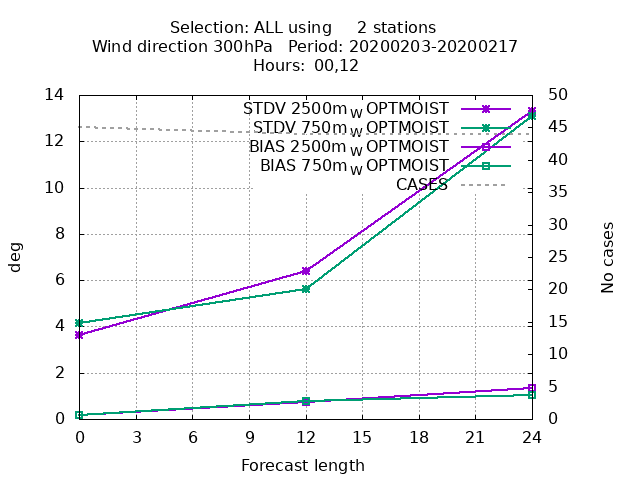 Selection: ALL using 2 stations
Wind direction 300hPa Period: 20200203-20200217
Hours: 00,12
STDV 2500m W OPTMOIST
STDV 750m W OPTMOIST
BIAS 2500m W OPTMOIST
BIAS 750m W OPTMOIST
CASES
14
12
10
8
6
4
2
0
deg
50
45
40
35
30
25
20
15
10
5
0
No cases
0 3 6 9 12 15 18 21 24
Forecast length